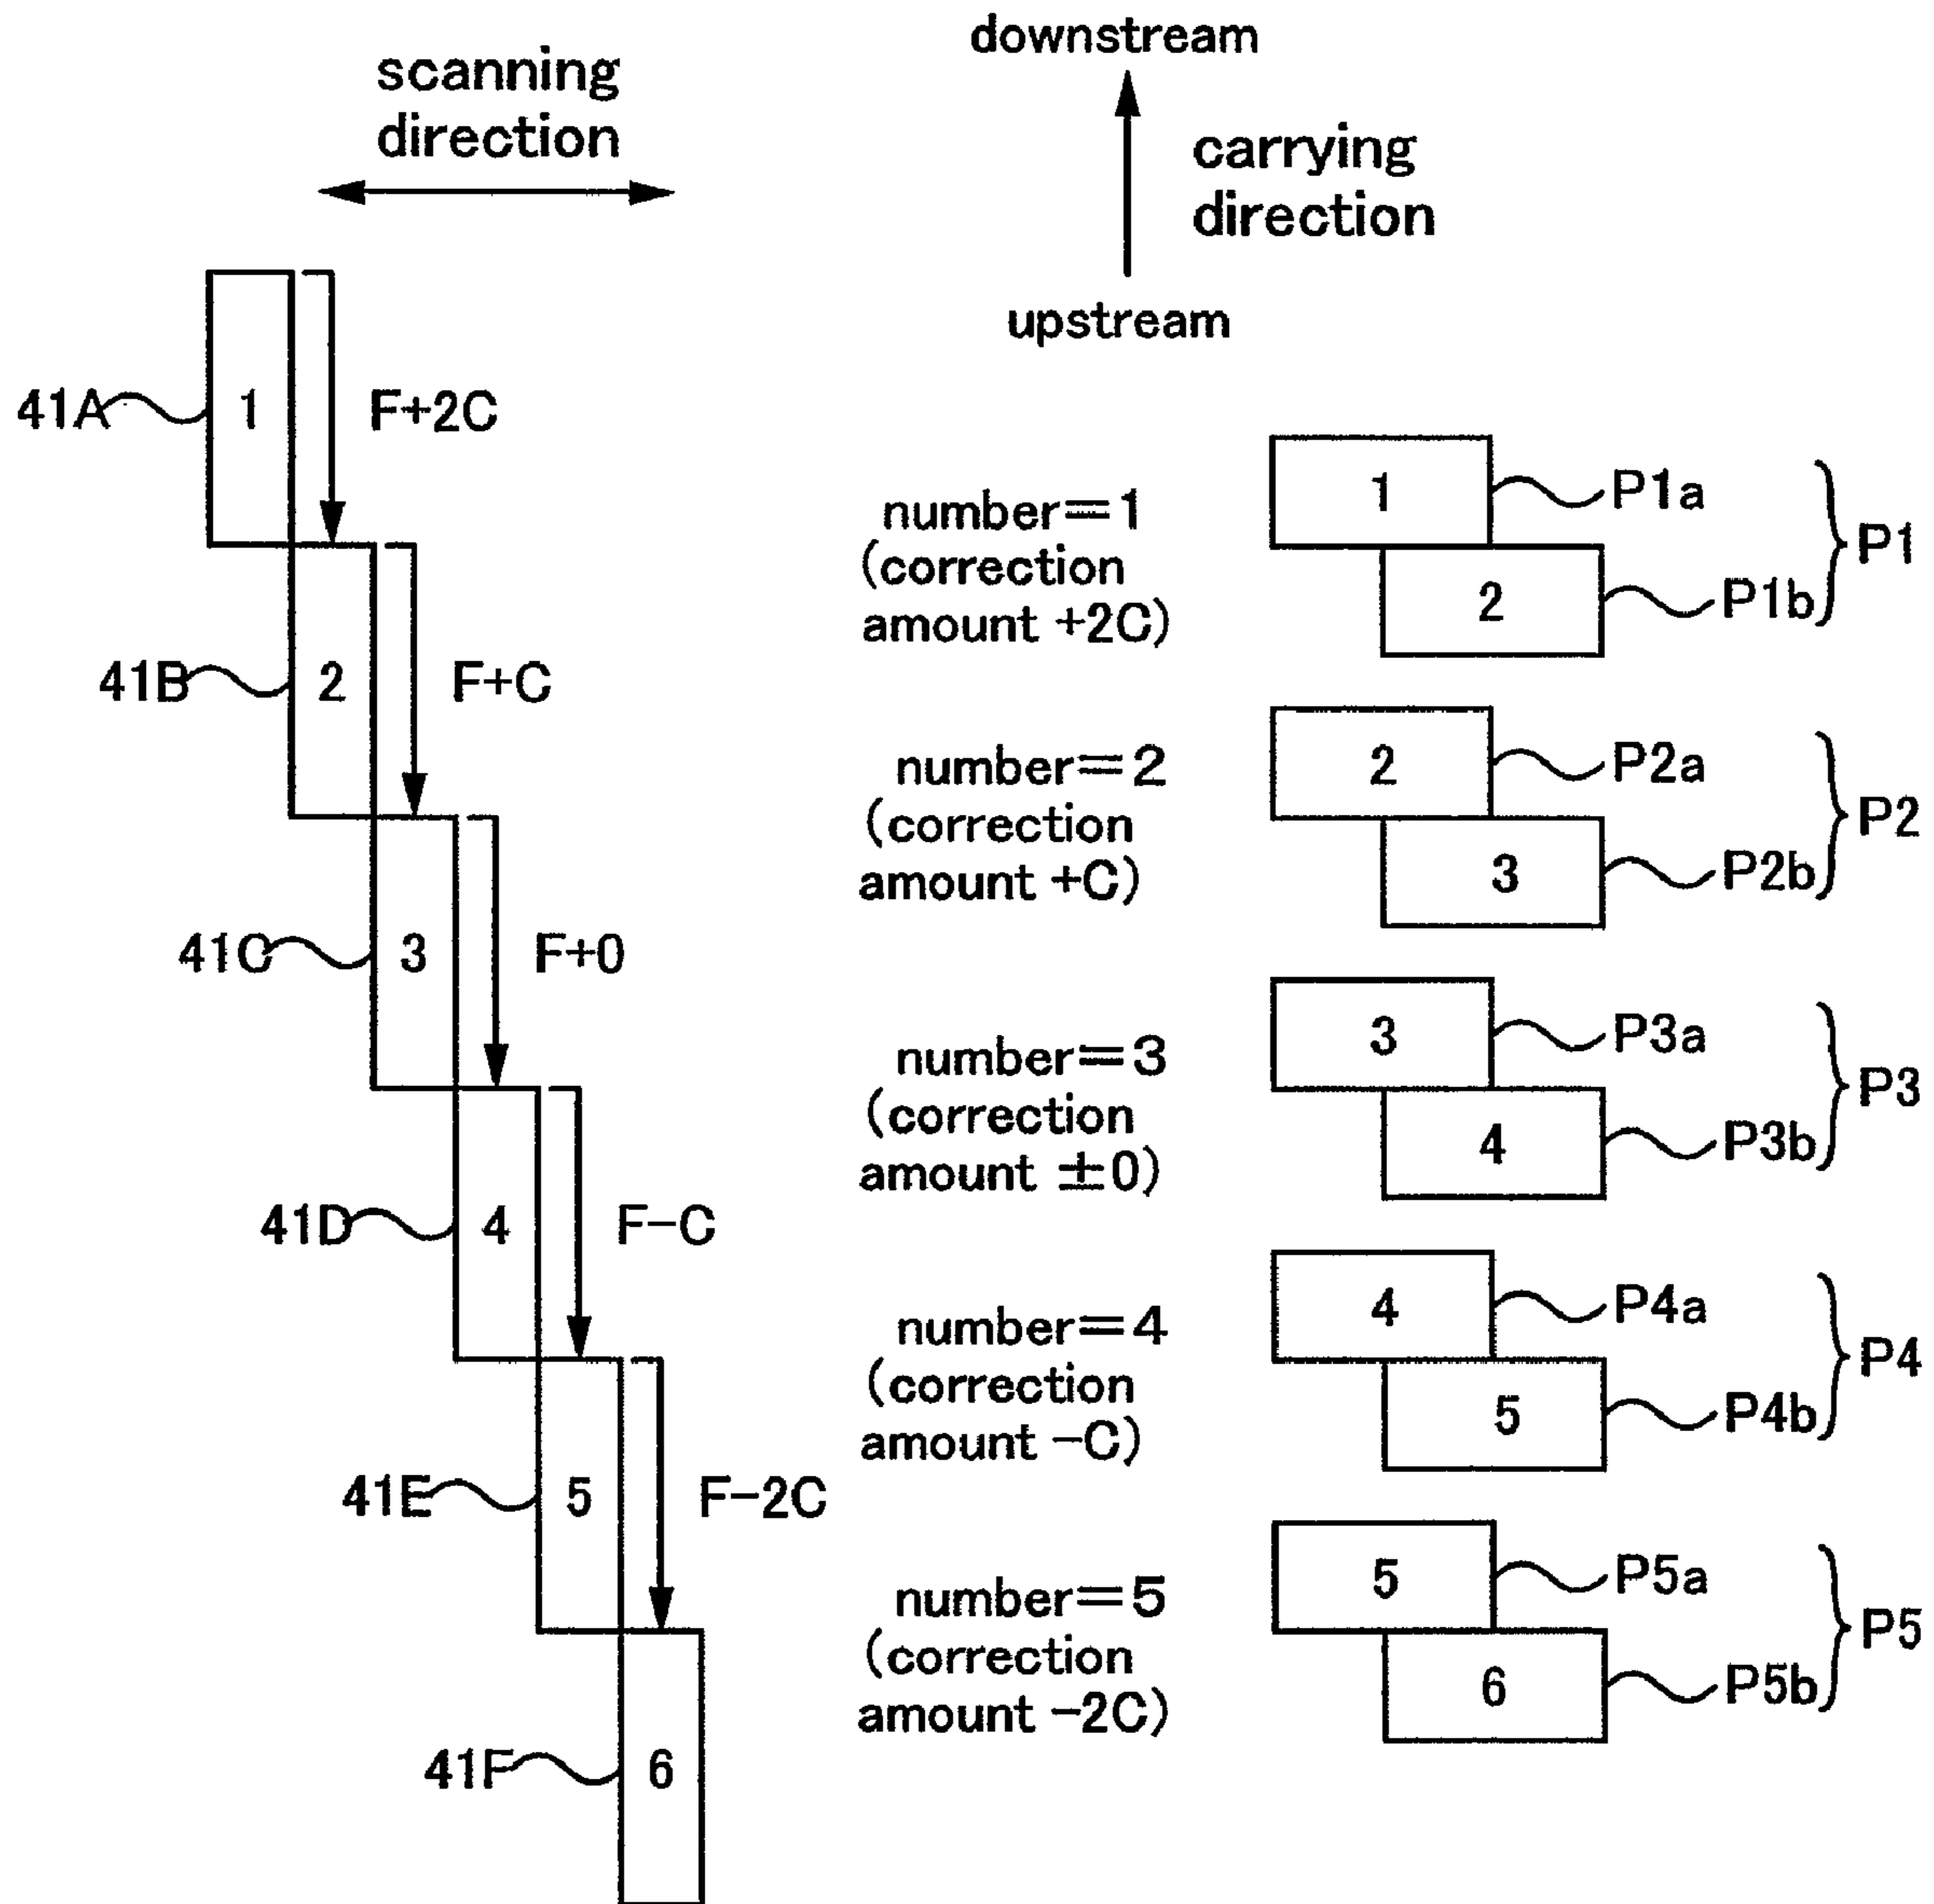 downstream
scanning
direction
carrying
direction
upstream
41A
1
F+2C
41B
2
F+C
41C
3
F+0
41D
4
F−C
41E
5
F−2C
41F
6
number=1
(correction
amount +2C)
1
P1a
2
P1b
P1
number=2
(correction
amount +C)
2
P2a
3
P2b
P2
number=3
(correction
amount ±0)
3
P3a
4
P3b
P3
number=4
(correction
amount −C)
4
P4a
5
P4b
P4
number=5
(correction
amount −2C)
5
P5a
6
P5b
P5